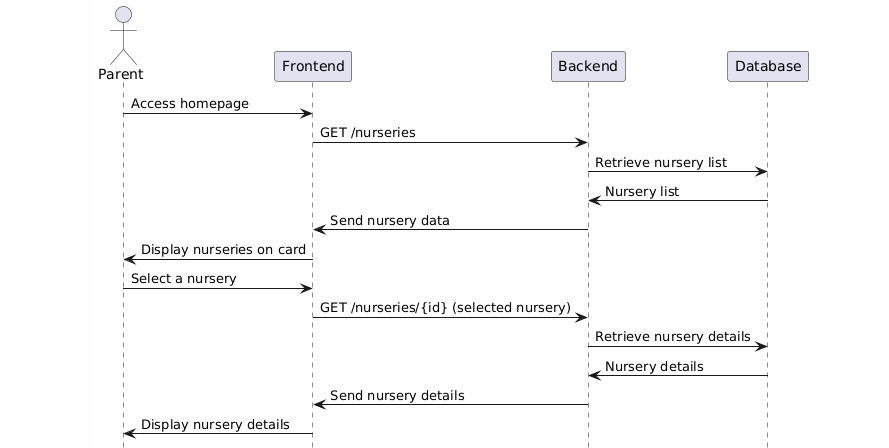 Parent
Frontend
Backend
Database
Access homepage
GET /nurseries
Retrieve nursery list
Nursery list
Send nursery data
Display nurseries on card
Select a nursery
GET /nurseries/{id} (selected nursery)
Retrieve nursery details
Nursery details
Send nursery details
Display nursery details